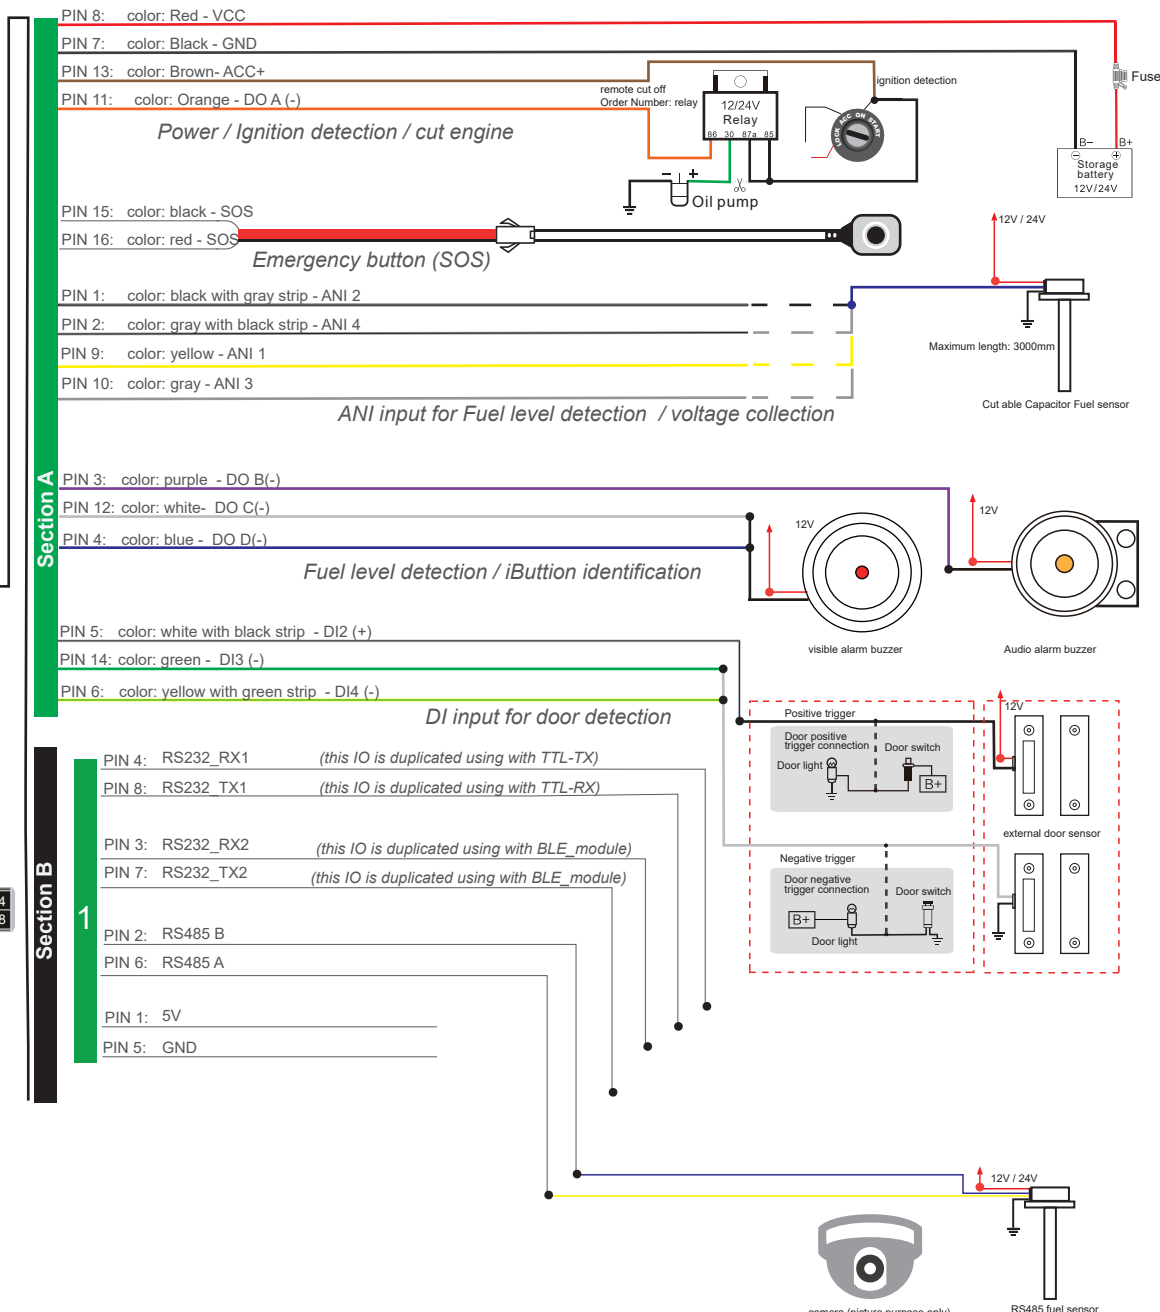 PIN 8: color: Red - VCC
PIN 7: color: Black - GND
PIN 13: color: Brown- ACC+
PIN 11: color: Orange - DO A (-)
Power / Ignition detection / cut engine
remote cut off
Order Number: relay
12/24V
Relay
86 30 87a 85
ignition detection
LOCK ACC ON START
Fuse
B- B+
Storage
battery
12V/24V
- +
Oil pump
PIN 15: color: black - SOS
PIN 16: color: red - SOS
Emergency button (SOS)
12V / 24V
PIN 1: color: black with gray strip - ANI 2
PIN 2: color: gray with black strip - ANI 4
PIN 9: color: yellow - ANI 1
PIN 10: color: gray - ANI 3
ANI input for Fuel level detection / voltage collection
Maximum length: 3000mm
Cut able Capacitor Fuel sensor
Section A
PIN 3: color: purple - DO B(-)
PIN 12: color: white- DO C(-)
PIN 4: color: blue - DO D(-)
Fuel level detection / iButtion identification
12V
12V
visible alarm buzzer
Audio alarm buzzer
PIN 5: color: white with black strip - DI2 (+)
PIN 14: color: green - DI3 (-)
PIN 6: color: yellow with green strip - DI4 (-)
DI input for door detection
Positive trigger
Door positive
trigger connection
Door switch
Door light
B+
12V
external door sensor
Negative trigger
Door negative
trigger connection
Door switch
B+
Door light
Section B
1
4
8
PIN 4: RS232_RX1 (this IO is duplicated using with TTL-TX)
PIN 8: RS232_TX1 (this IO is duplicated using with TTL-RX)
PIN 3: RS232_RX2 (this IO is duplicated using with BLE_module)
PIN 7: RS232_TX2 (this IO is duplicated using with BLE_module)
PIN 2: RS485 B
PIN 6: RS485 A
PIN 1: 5V
PIN 5: GND
12V / 24V
camera (picture purpose only)
RS485 fuel sensor